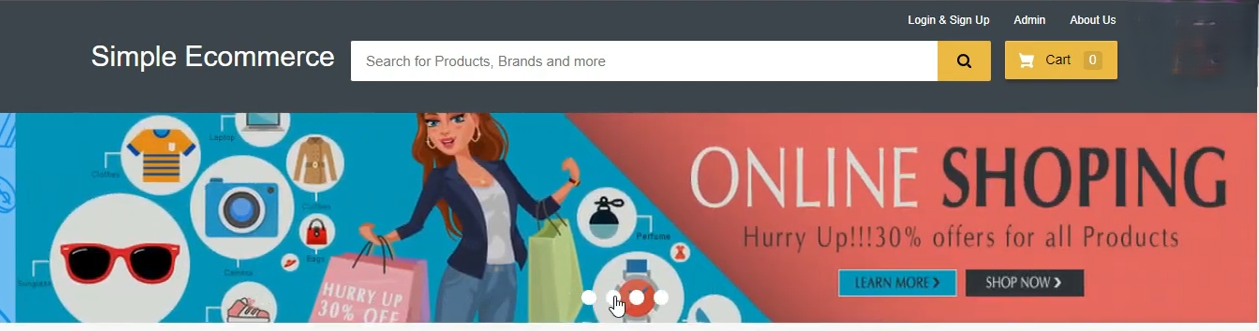 Login & Sign Up Admin About Us
Simple Ecommerce
Search for Products, Brands and more
Cart 0
Laptop
Clothes
Clothes
Bags
Camera
Perfume
HURRY UP
30% OFF
ONLINE SHOPING
Hurry Up!!!30% offers for all Products
LEARN MORE
SHOP NOW